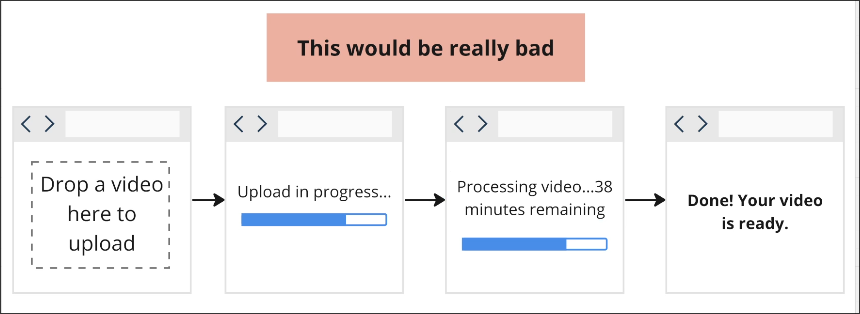 This would be really bad
Drop a video
here to
upload
Upload in progress...
Processing video...38
minutes remaining
Done! Your video
is ready.